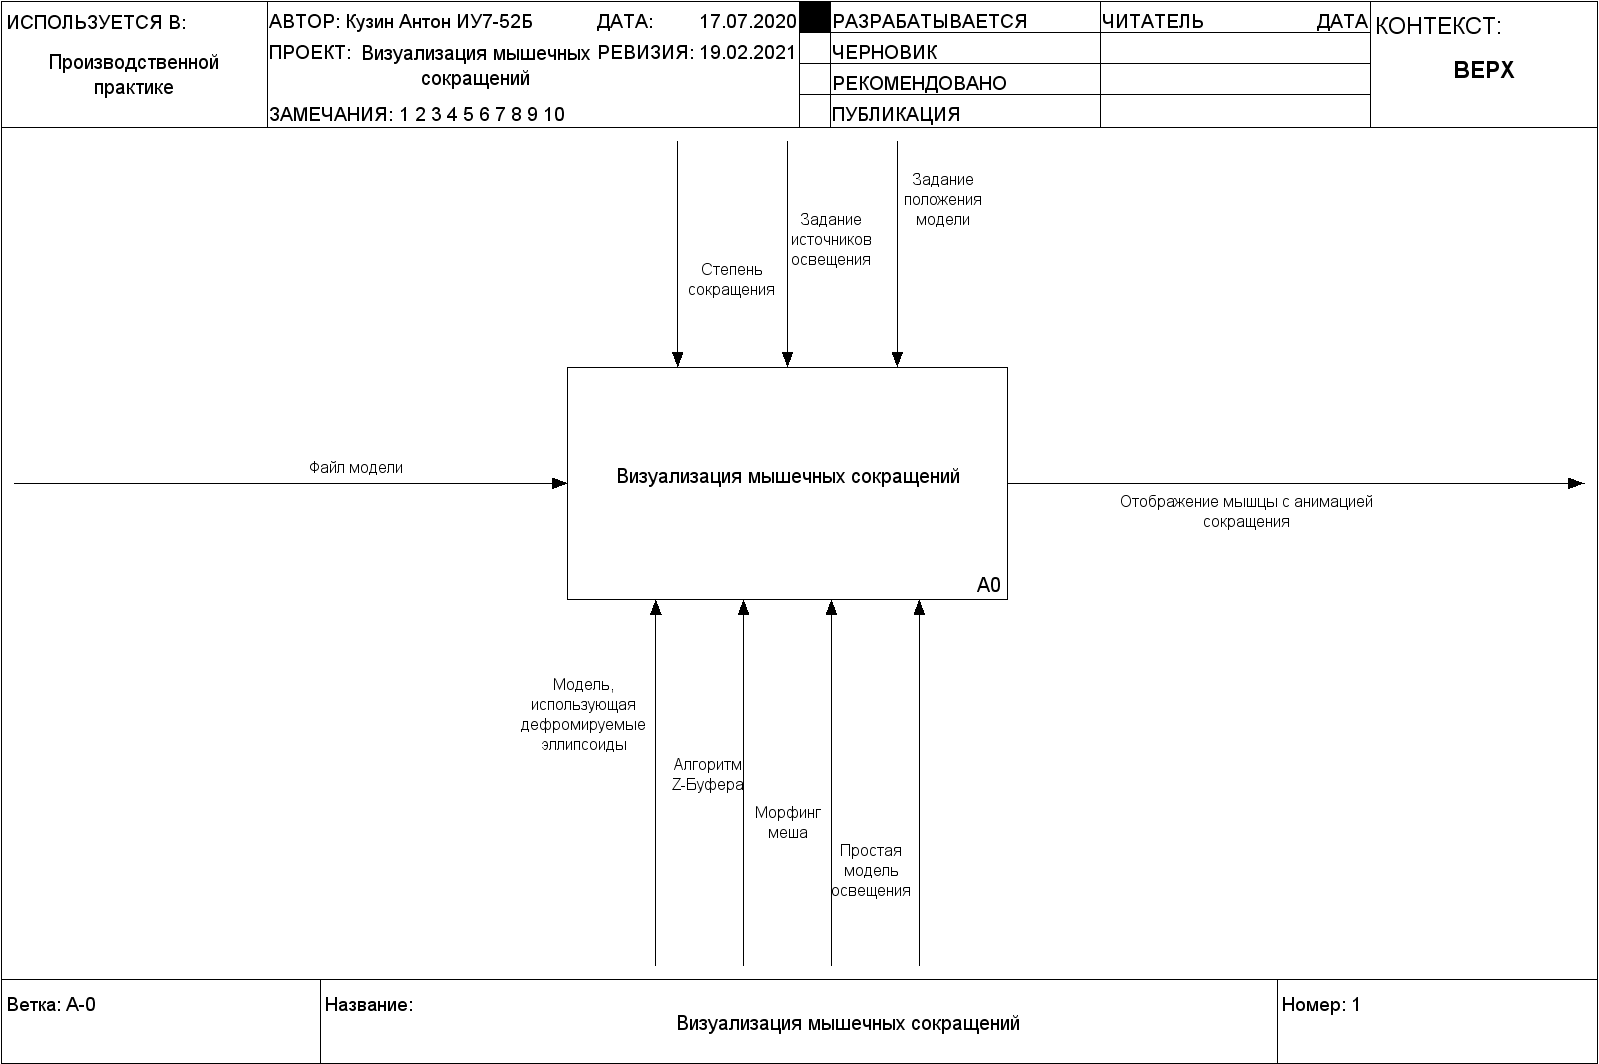 ИСПОЛЬЗУЕТСЯ В:
Производственной
практике
АВТОР: Кузин Антон ИУ7-52Б
ДАТА: 17.07.2020
ПРОЕКТ: Визуализация мышечных
сокращений
РЕВИЗИЯ: 19.02.2021
ЗАМЕЧАНИЯ: 1 2 3 4 5 6 7 8 9 10
РАЗРАБАТЫВАЕТСЯ
ЧЕРНОВИК
РЕКОМЕНДОВАНО
ПУБЛИКАЦИЯ
ЧИТАТЕЛЬ ДАТА
КОНТЕКСТ:
ВЕРХ
Задание
положения
модели
Задание
источников
освещения
Степень
сокращения
Файл модели
Визуализация мышечных сокращений
A0
Отображение мышцы с анимацией
сокращения
Модель,
использующая
дефромируемые
эллипсоиды
Алгоритм
Z-Буфера
Морфинг
меша
Простая
модель
освещения
Ветка: A-0
Название:
Визуализация мышечных сокращений
Номер: 1